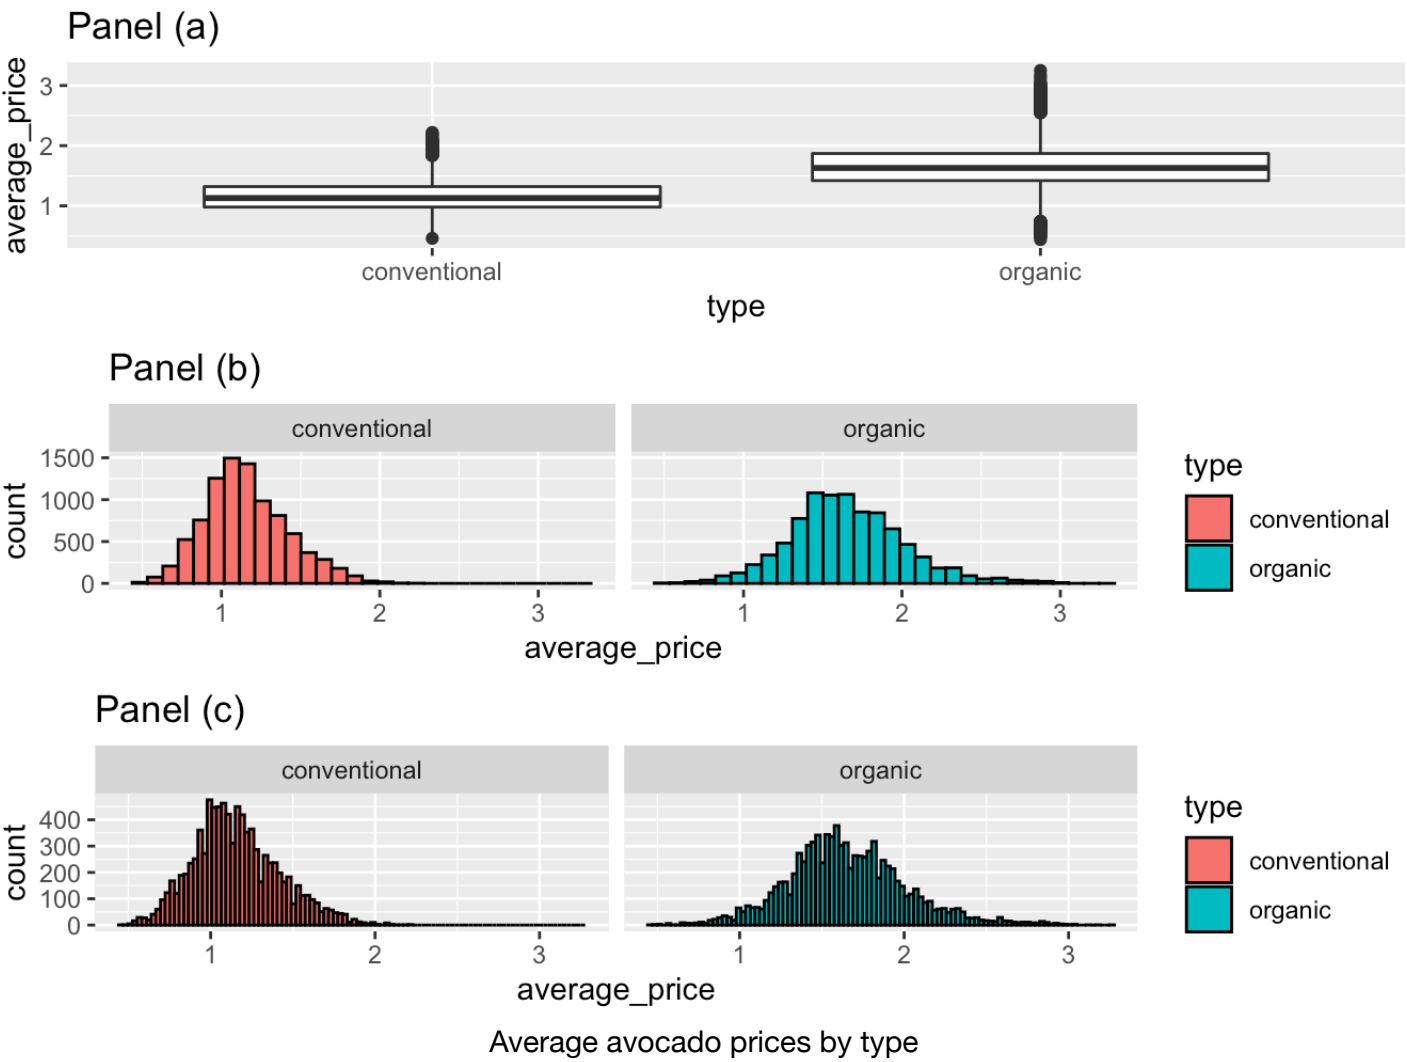 Panel (a)
average_price
3
2
1
conventional organic
type
Panel (b)
conventional organic
count
1500
1000
500
0
1 2 3 1 2 3
average_price
type
conventional
organic
Panel (c)
conventional organic
count
400
300
200
100
0
1 2 3 1 2 3
average_price
type
conventional
organic
Average avocado prices by type